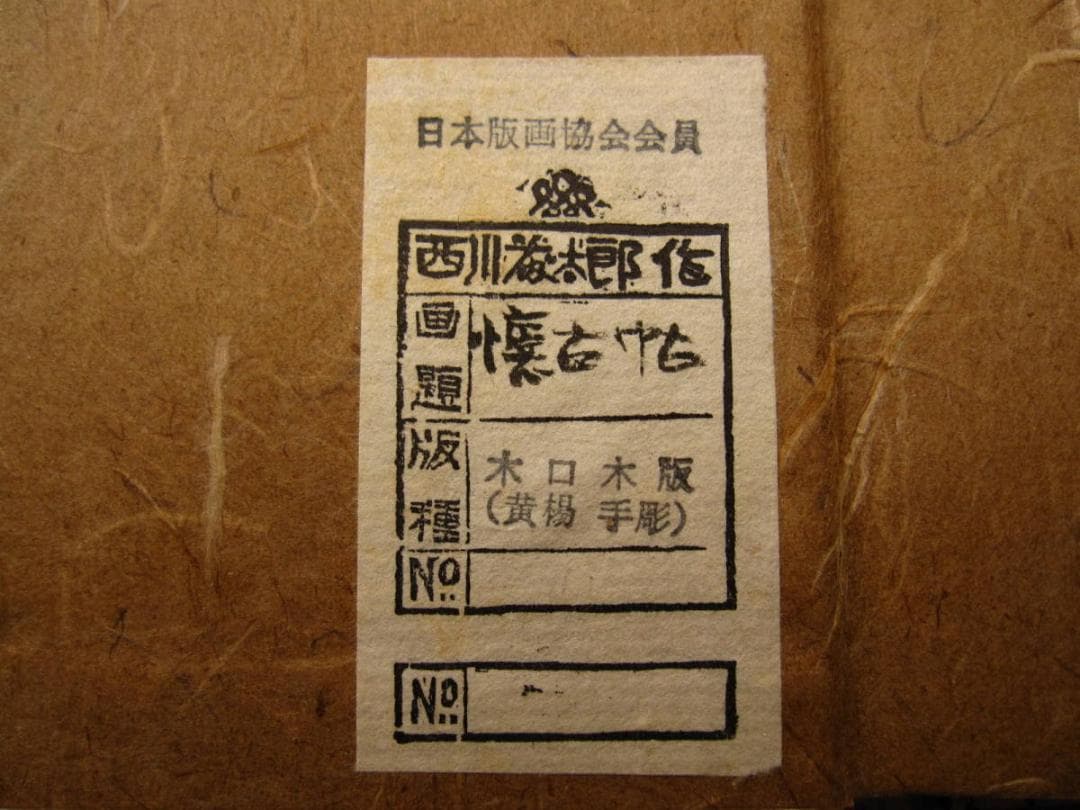 日本版画協会会員
西川藤太郎作
画題 懐古帖
版種 木口木版
(黄楊 手彫)
No
No